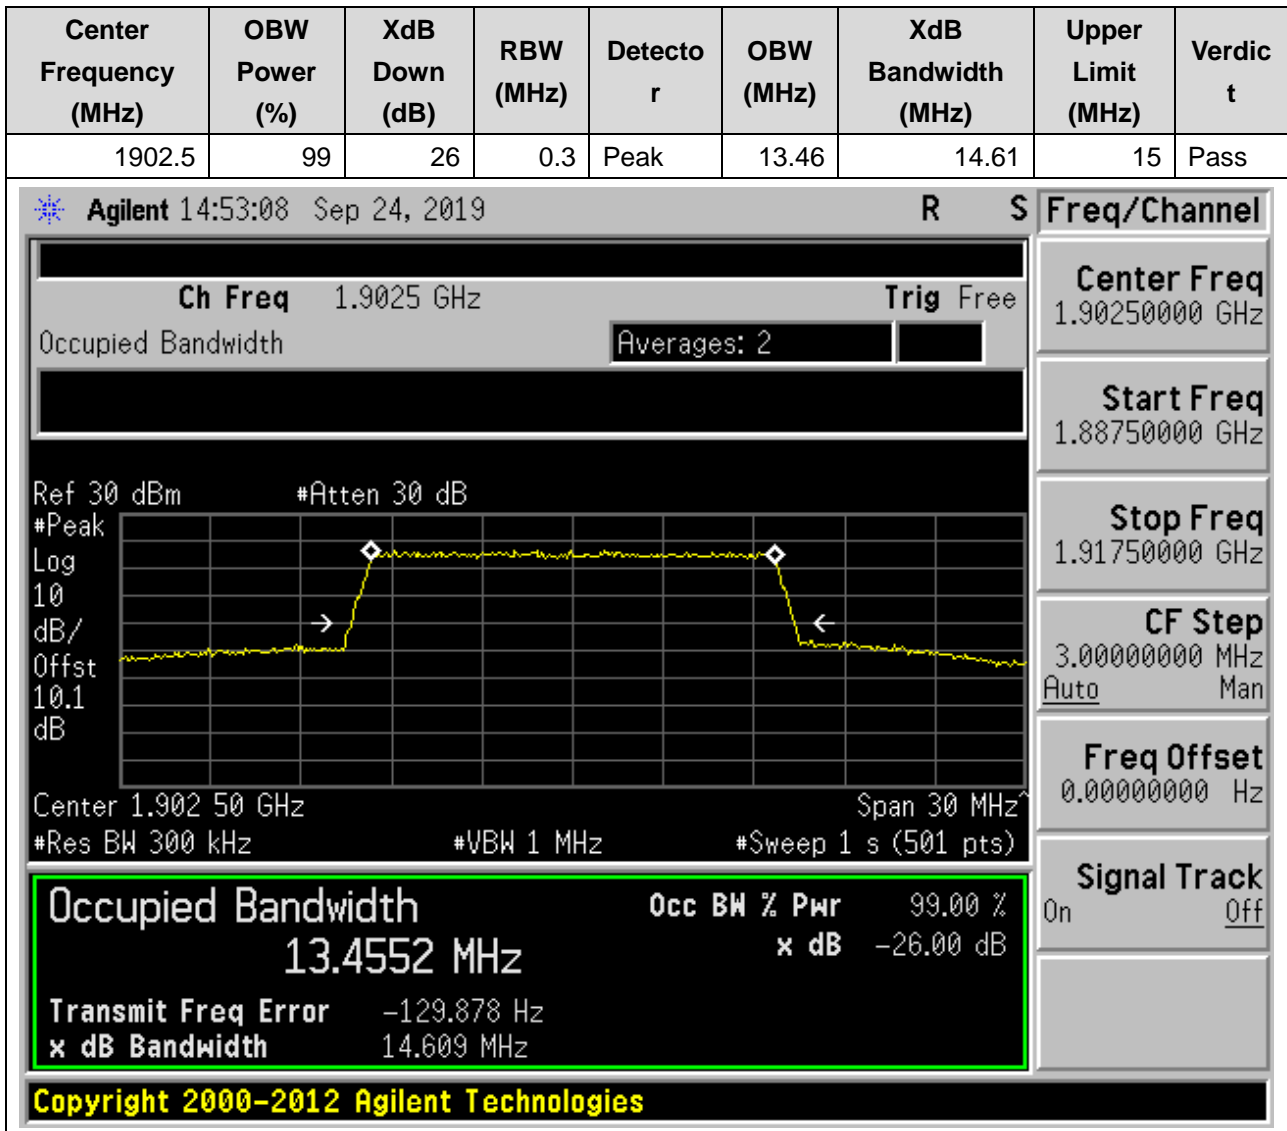 Center Frequency (MHz) OBW Power (%) XdB Down (dB) RBW (MHz) Detecto r OBW (MHz) XdB Bandwidth (MHz) Upper Limit (MHz) Verdic t
1902.5 99 26 0.3 Peak 13.46 14.61 15 Pass
Agilent 14:53:08 Sep 24, 2019 R S Freq/Channel
Ch Freq 1.9025 GHz Trig Free
Occupied Bandwidth Averages: 2
Center Freq
1.90250000 GHz
Start Freq
1.88750000 GHz
Stop Freq
1.91750000 GHz
CF Step
3.00000000 MHz
Auto Man
Freq Offset
0.00000000 Hz
Signal Track
On Off
Ref 30 dBm #Atten 30 dB
#Peak
Log
10
dB/
Offst
10.1
dB
Center 1.902 50 GHz Span 30 MHz^
#Res BW 300 kHz #VBW 1 MHz #Sweep 1 s (501 pts)
Occupied Bandwidth Occ BW % Pwr 99.00 %
13.4552 MHz x dB -26.00 dB
Transmit Freq Error -129.878 Hz
x dB Bandwidth 14.609 MHz
Copyright 2000-2012 Agilent Technologies